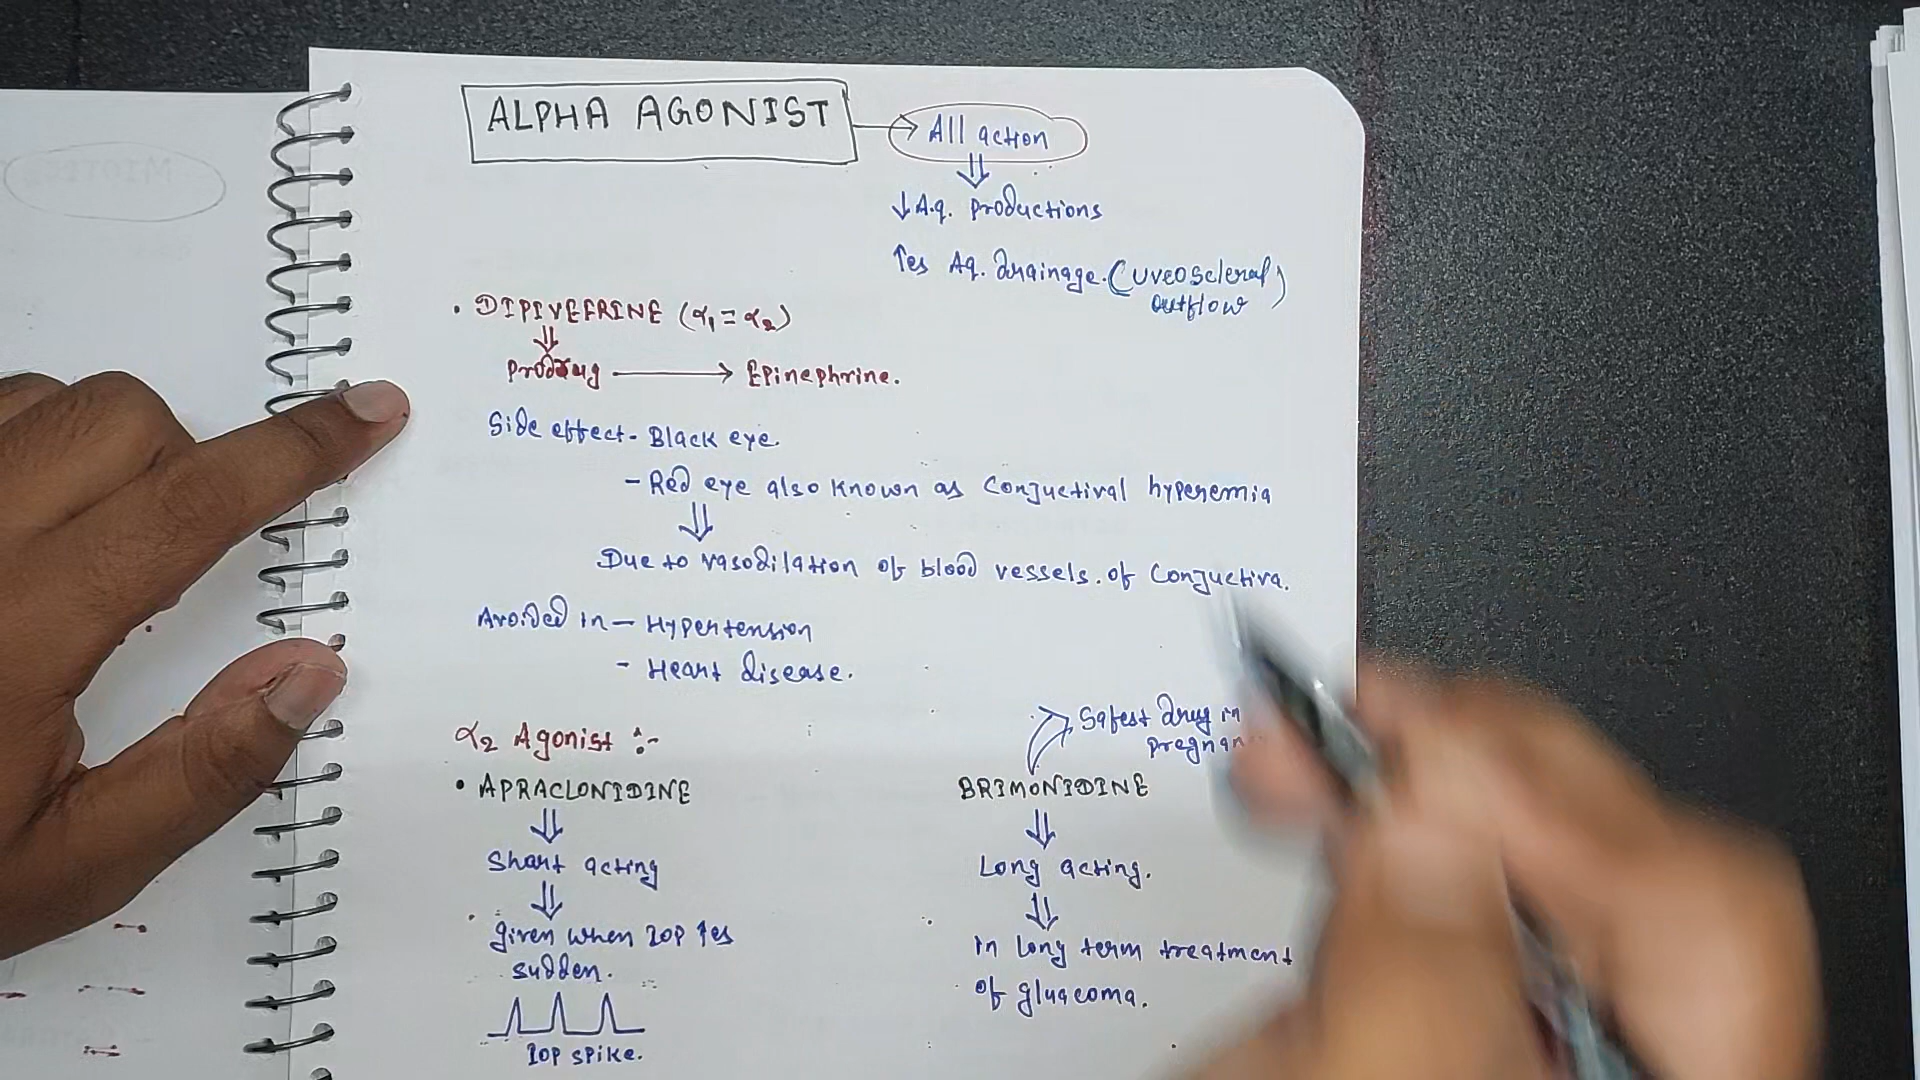 ALPHA AGONIST
All action
↓ Aq. productions
↑es Aq. drainage. (uveoscleral
outflow)
• DIPIVEFRINE (α1 = α2)
Prodrug → Epinephrine.
Side effect - Black eye.
- Red eye also known as conjuctival hyperemia
Due to vasodilation of blood vessels. of conjuctiva.
Avoided in - Hypertension
- Heart disease.
α2 Agonist :-
Safest drug in
• APRACLONIDINE
BRIMONIDINE
Short acting
Long acting.
given when IOP ↑es
sudden.
in long term treatment
of gluacoma.
IOP spike.